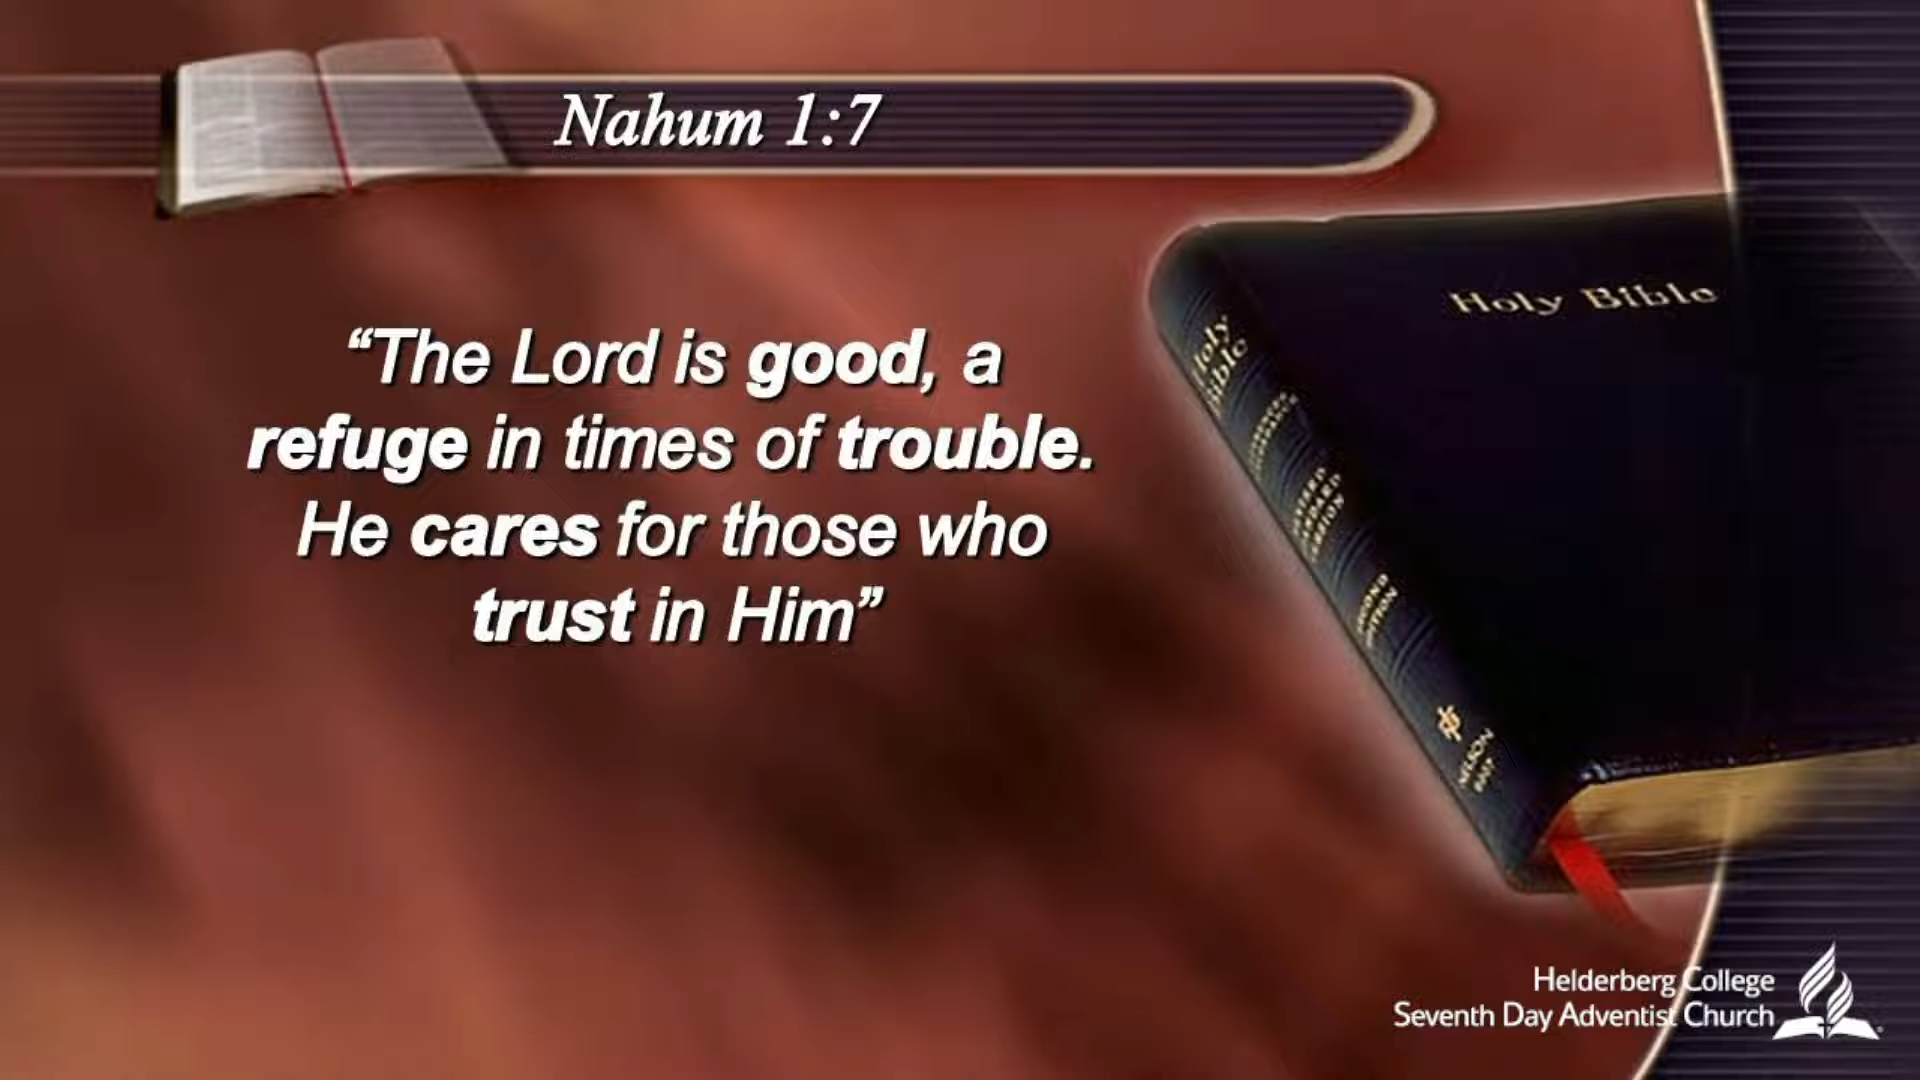 Nahum 1:7
“The Lord is good, a
refuge in times of trouble.
He cares for those who
trust in Him”
Holy Bible
Holy
Bible
Helderberg College
Seventh Day Adventist Church